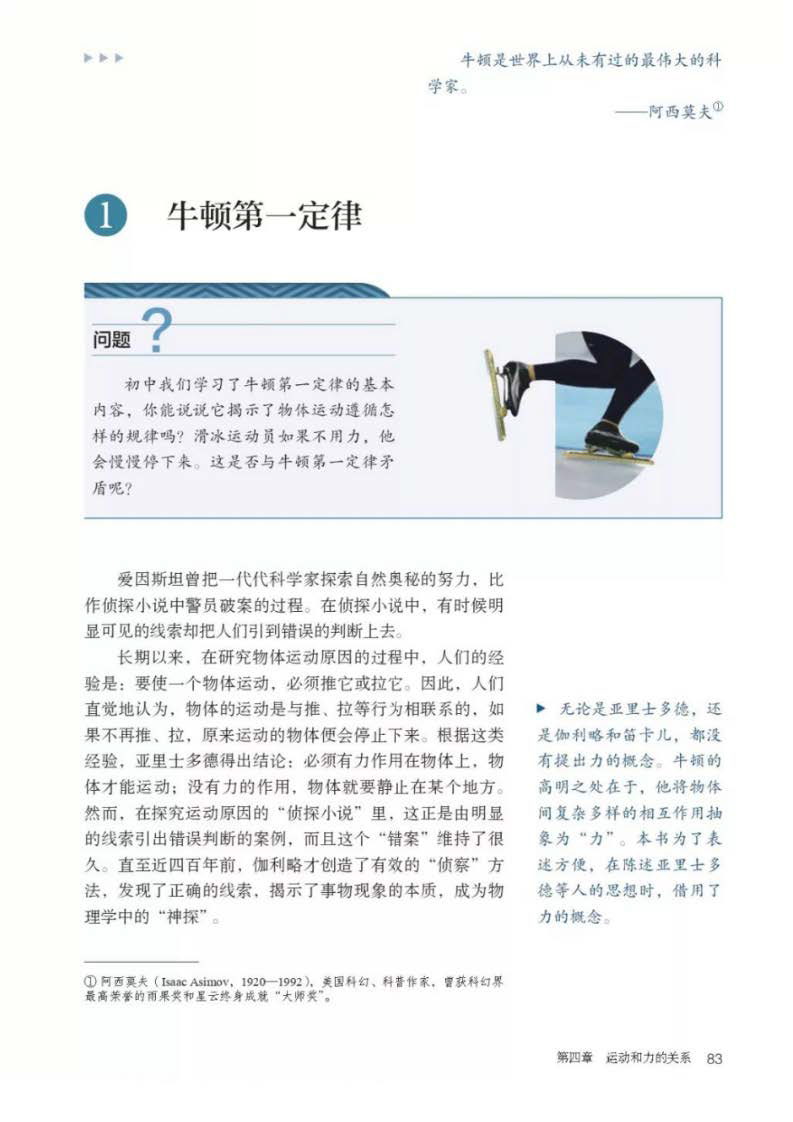 牛顿是世界上从未有过的最伟大的科
学家。
——阿西莫夫①
1 牛顿第一定律
问题 ?
初中我们学习了牛顿第一定律的基本
内容，你能说说它揭示了物体运动遵循怎
样的规律吗？滑冰运动员如果不用力，他
会慢慢停下来。这是否与牛顿第一定律矛
盾呢？
爱因斯坦曾把一代代科学家探索自然奥秘的努力，比
作侦探小说中警员破案的过程。在侦探小说中，有时候明
显可见的线索却把人们引到错误的判断上去。
长期以来，在研究物体运动原因的过程中，人们的经
验是：要使一个物体运动，必须推它或拉它。因此，人们
直觉地认为，物体的运动是与推、拉等行为相联系的，如
果不再推、拉，原来运动的物体便会停止下来。根据这类
经验，亚里士多德得出结论：必须有力作用在物体上，物
体才能运动；没有力的作用，物体就要静止在某个地方。
然而，在探究运动原因的“侦探小说”里，这正是由明显
的线索引出错误判断的案例，而且这个“错案”维持了很
久。直至近四百年前，伽利略才创造了有效的“侦察”方
法，发现了正确的线索，揭示了事物现象的本质，成为物
理学中的“神探”。
无论是亚里士多德，还
是伽利略和笛卡儿，都没
有提出力的概念。牛顿的
高明之处在于，他将物体
间复杂多样的相互作用抽
象为“力”。本书为了表
述方便，在陈述亚里士多
德等人的思想时，借用了
力的概念。
① 阿西莫夫（Isaac Asimov，1920—1992），美国科幻、科普作家，曾获科幻界
最高荣誉的雨果奖和星云终身成就“大师奖”。
第四章 运动和力的关系 83